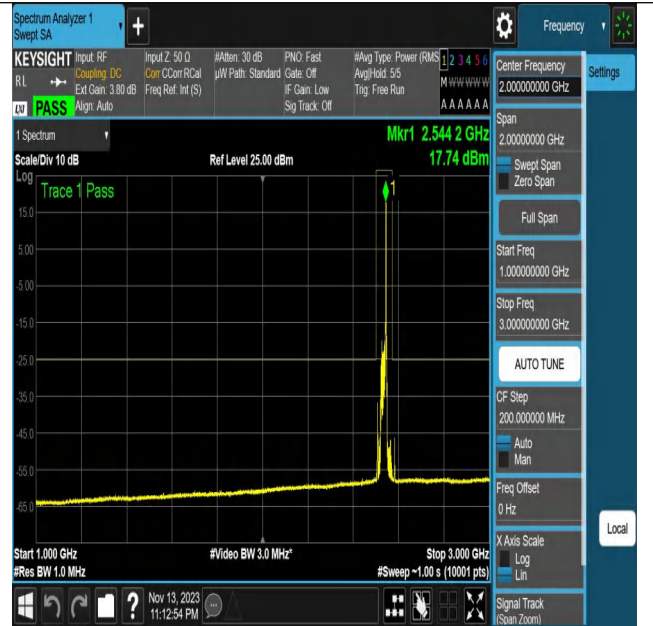 Spectrum Analyzer 1
Swept SA
+
Frequency
KEYSIGHT
RL
LXI
PASS
Input: RF
Coupling: DC
Ext Gain: 3.80 dB
Align: Auto
Input Z: 50 Ω
Corr CCorr RCal
Freq Ref: Int (S)
#Atten: 30 dB
µW Path: Standard
PNO: Fast
Gate: Off
IF Gain: Low
Sig Track: Off
#Avg Type: Power (RMS
Avg|Hold: 5/5
Trig: Free Run
1 2 3 4 5 6
M W W W W W
A A A A A A
1 Spectrum
Scale/Div 10 dB
Ref Level 25.00 dBm
Mkr1 2.544 2 GHz
17.74 dBm
Log
Trace 1 Pass
1
15.0
5.00
-5.00
-15.0
-25.0
-35.0
-45.0
-55.0
-65.0
Start 1.000 GHz
#Res BW 1.0 MHz
#Video BW 3.0 MHz*
Stop 3.000 GHz
#Sweep ~1.00 s (10001 pts)
?
Nov 13, 2023
11:12:54 PM
Center Frequency
2.000000000 GHz
Span
2.00000000 GHz
Swept Span
Zero Span
Full Span
Start Freq
1.000000000 GHz
Stop Freq
3.000000000 GHz
AUTO TUNE
CF Step
200.000000 MHz
Auto
Man
Freq Offset
0 Hz
X Axis Scale
Log
Lin
Signal Track
(Span Zoom)
Settings
Local